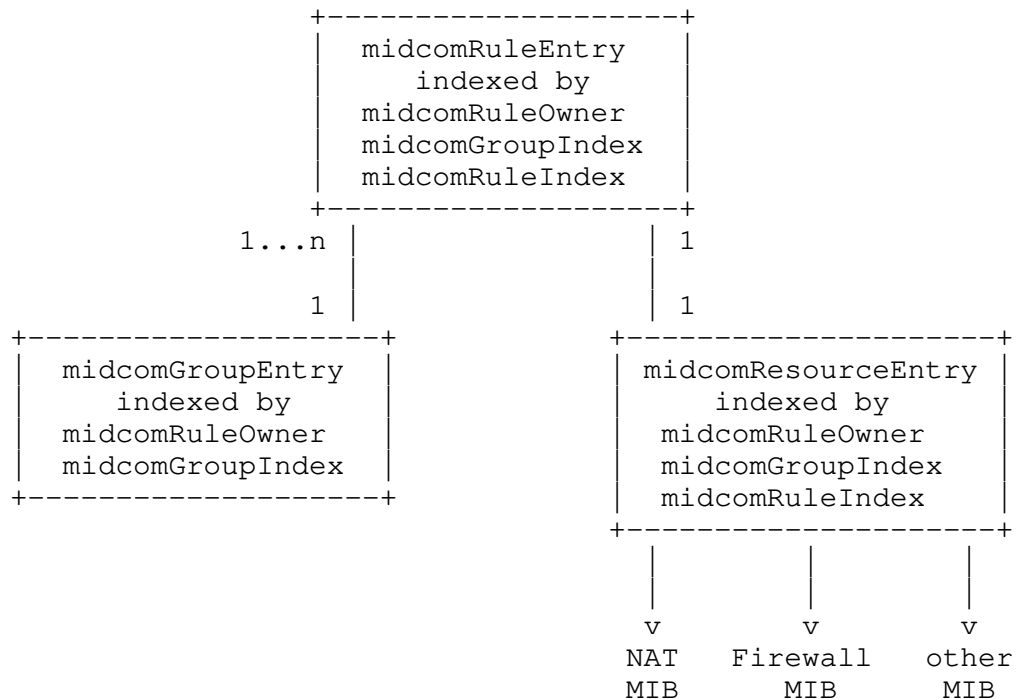 midcomRuleEntry
indexed by
midcomRuleOwner
midcomGroupIndex
midcomRuleIndex
1...n 1
1 1
midcomGroupEntry
indexed by
midcomRuleOwner
midcomGroupIndex
midcomResourceEntry
indexed by
midcomRuleOwner
midcomGroupIndex
midcomRuleIndex
v v v
NAT Firewall other
MIB MIB MIB